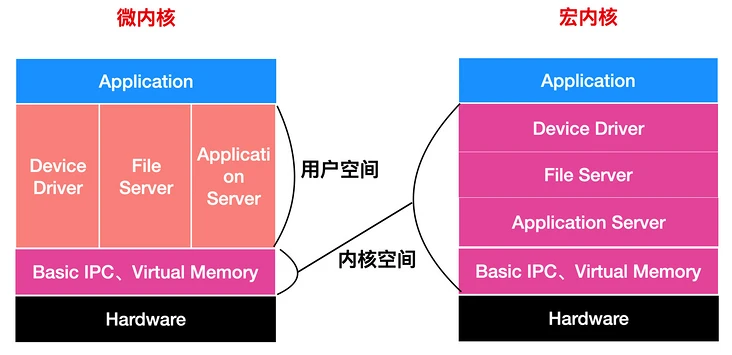 微内核
宏内核
Application
Device
Driver
File
Server
Applicati
on
Server
Basic IPC、Virtual Memory
Hardware
用户空间
内核空间
Application
Device Driver
File Server
Application Server
Basic IPC、Virtual Memory
Hardware